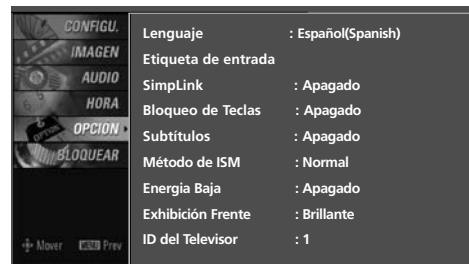 CONFIGU.
IMAGEN
AUDIO
HORA
OPCION
BLOQUEAR
Mover MENU Prev
Lenguaje : Español(Spanish)
Etiqueta de entrada
SimpLink : Apagado
Bloqueo de Teclas : Apagado
Subtítulos : Apagado
Método de ISM : Normal
Energia Baja : Apagado
Exhibición Frente : Brillante
ID del Televisor : 1